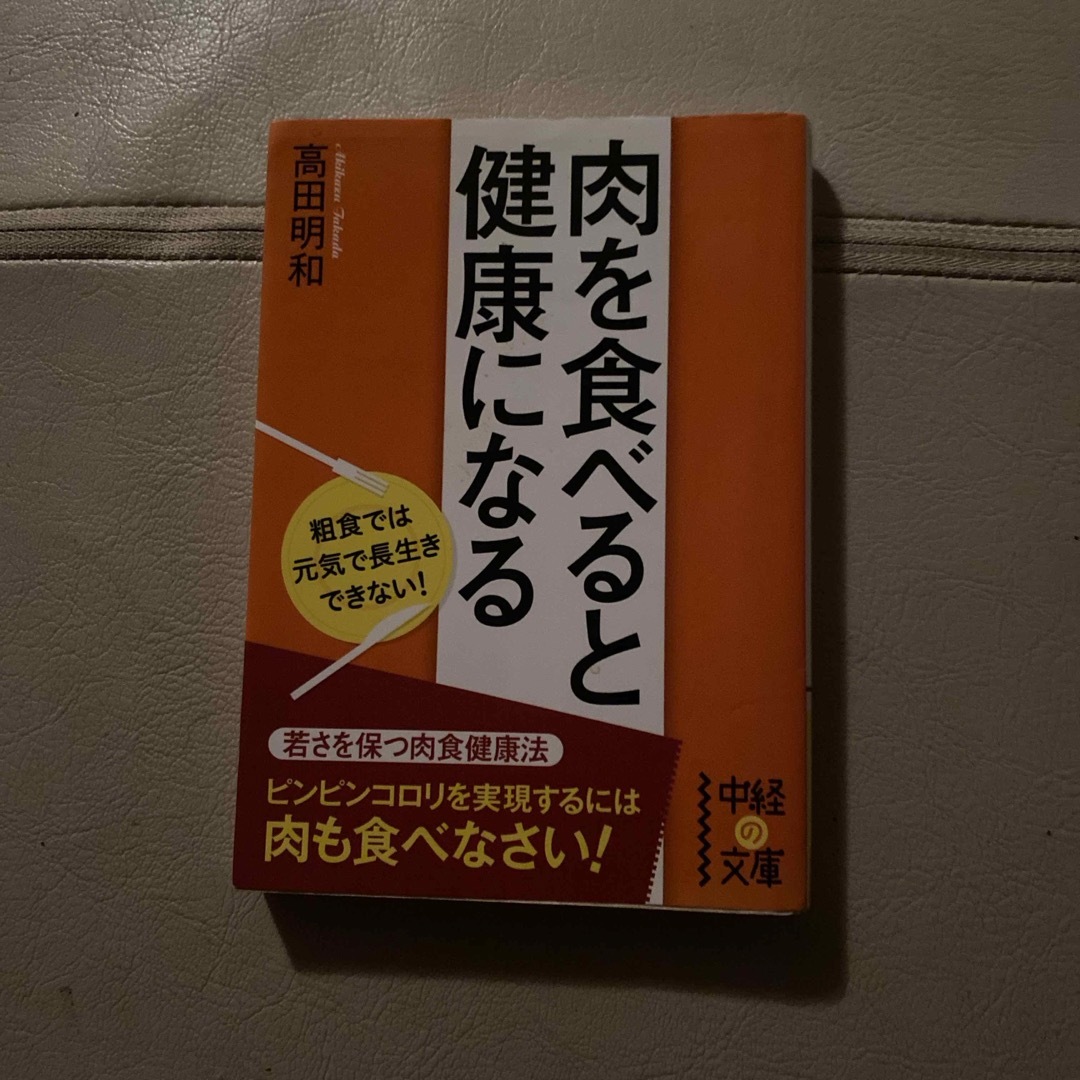 肉を食べると
健康になる
高田明和
Akikazu Takada
粗食では
元気で長生き
できない!
若さを保つ肉食健康法
ピンピンコロリを実現するには
肉も食べなさい!
中経
の
文庫